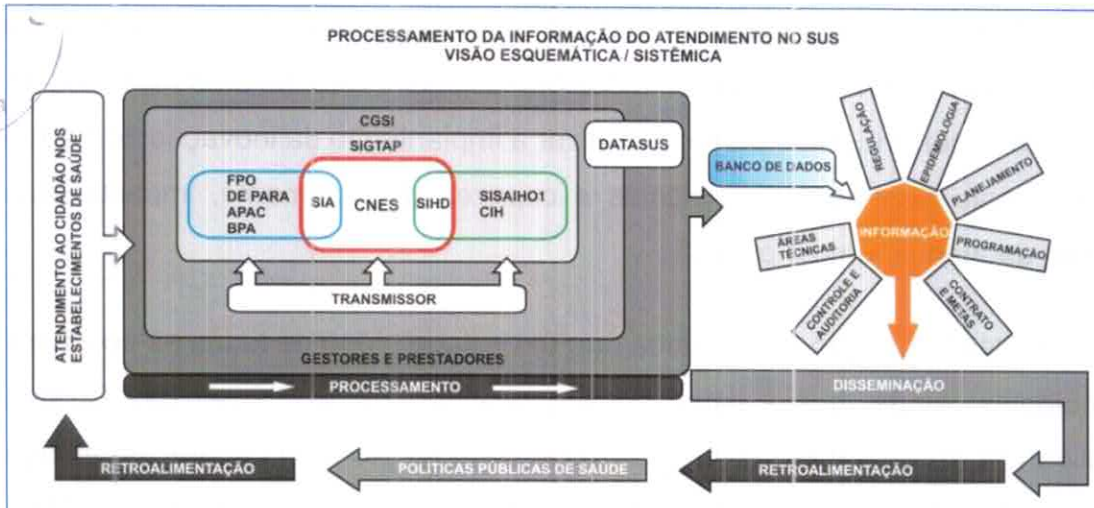 PROCESSAMENTO DA INFORMAÇÃO DO ATENDIMENTO NO SUS
VISÃO ESQUEMÁTICA / SISTÊMICA
ATENDIMENTO AO CIDADÃO NOS
ESTABELECIMENTOS DE SAÚDE
CGSI
SIGTAP
DATASUS
FPO
DE PARA
APAC
BPA
SIA
CNES
SIHD
SISAIHO1
CIH
TRANSMISSOR
GESTORES E PRESTADORES
PROCESSAMENTO
BANCO DE DADOS
REGULAÇÃO
EPIDEMIOLOGIA
PLANEJAMENTO
PROGRAMAÇÃO
CONTRATO
E METAS
CONTROLE E
AUDITORIA
ÁREAS
TÉCNICAS
INFORMAÇÃO
DISSEMINAÇÃO
RETROALIMENTAÇÃO
POLÍTICAS PÚBLICAS DE SAÚDE
RETROALIMENTAÇÃO